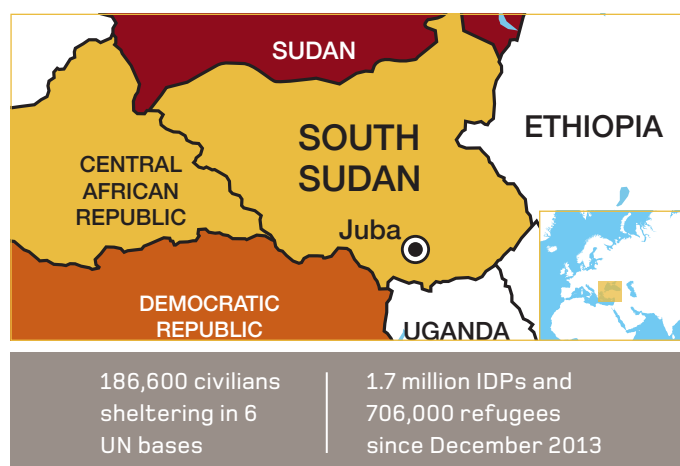 SUDAN
SOUTH
SUDAN
ETHIOPIA
CENTRAL
AFRICAN
REPUBLIC
Juba
DEMOCRATIC
REPUBLIC
UGANDA
186,600 civilians
sheltering in 6
UN bases
1.7 million IDPs and
706,000 refugees
since December 2013